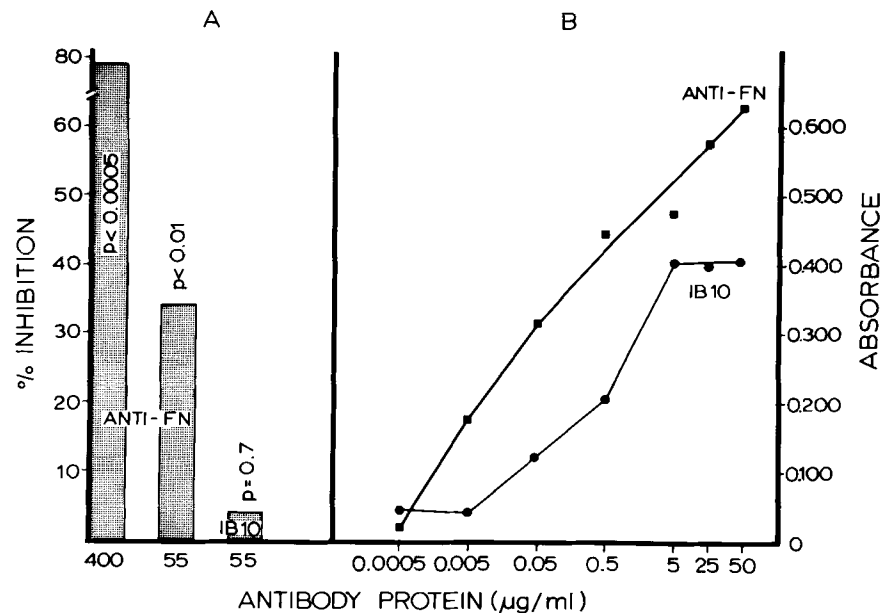 A
B
80
60
50
40
30
20
10
% INHIBITION
p< 0.0005
p< 0.01
p= 0.7
ANTI-FN
IB10
400
55
55
ANTI-FN
IB10
0.600
0.500
0.400
0.300
0.200
0.100
0
ABSORBANCE
0.0005
0.005
0.05
0.5
5
25
50
ANTIBODY PROTEIN (µg/ml)